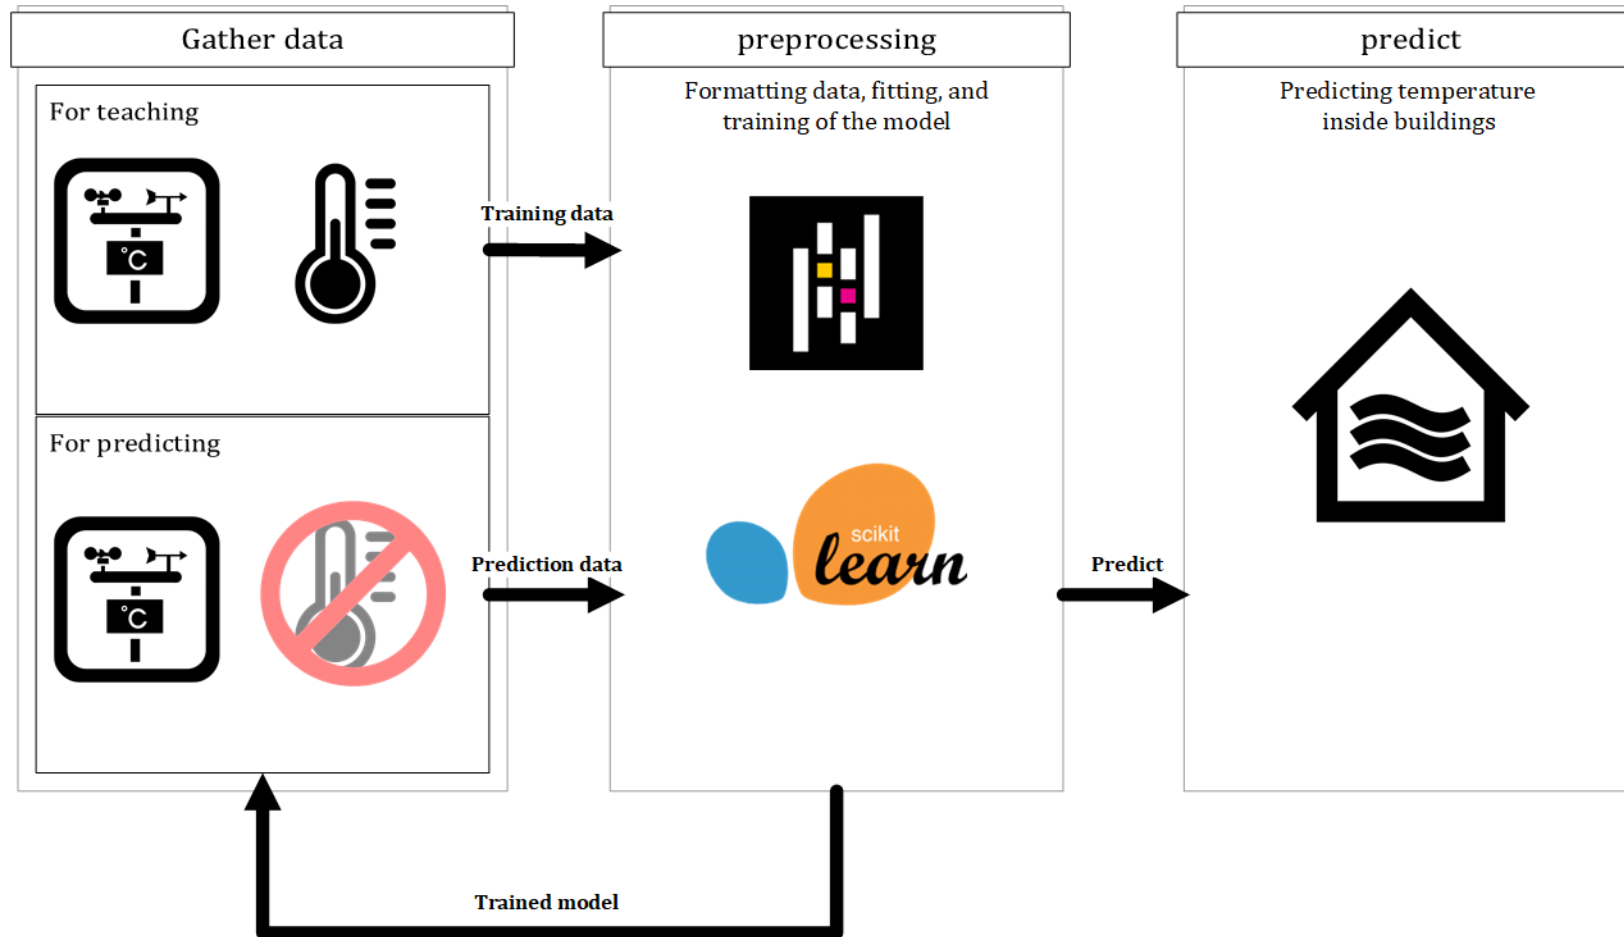 Gather data
For teaching
°C
Training data
For predicting
°C
Prediction data
Trained model
preprocessing
Formatting data, fitting, and
training of the model
scikit
learn
Predict
predict
Predicting temperature
inside buildings